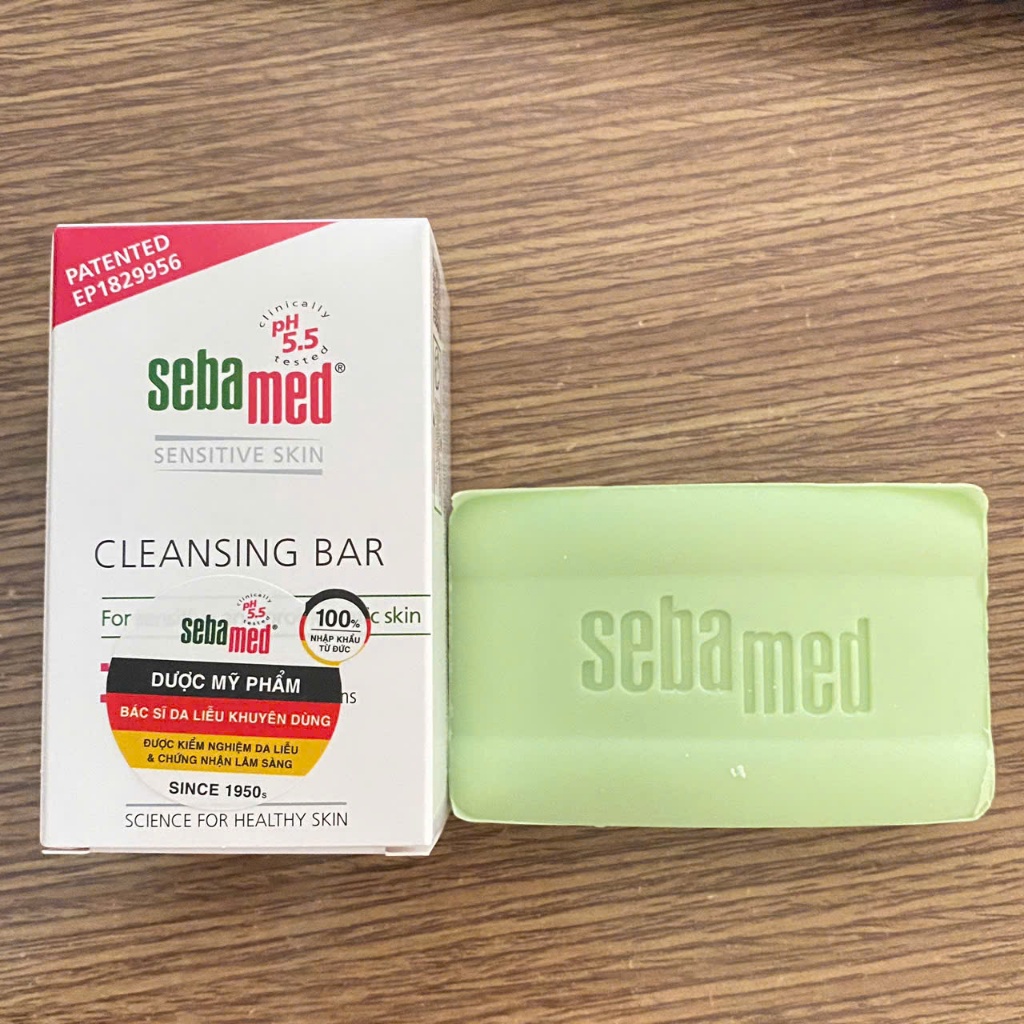 PATENTED
EP1829956
clinically
pH
5.5
tested
sebamed®
SENSITIVE SKIN
CLEANSING BAR
For
c skin
ns
clinically
pH
5.5
tested
sebamed®
100%
NHẬP KHẨU
TỪ ĐỨC
DƯỢC MỸ PHẨM
BÁC SĨ DA LIỄU KHUYÊN DÙNG
ĐƯỢC KIỂM NGHIỆM DA LIỄU
& CHỨNG NHẬN LÂM SÀNG
SINCE 1950s
SCIENCE FOR HEALTHY SKIN
sebamed